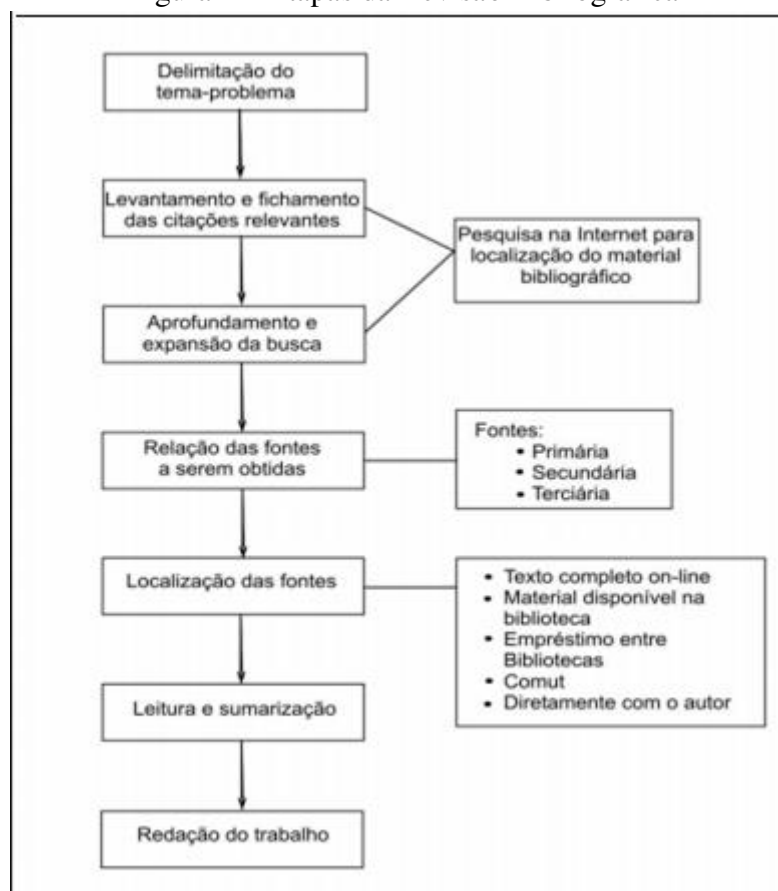 Delimitação do
tema-problema
Levantamento e fichamento
das citações relevantes
Pesquisa na Internet para
localização do material
bibliográfico
Aprofundamento e
expansão da busca
Relação das fontes
a serem obtidas
Fontes:
• Primária
• Secundária
• Terciária
Localização das fontes
• Texto completo on-line
• Material disponível na
biblioteca
• Empréstimo entre
Bibliotecas
• Comut
• Diretamente com o autor
Leitura e sumarização
Redação do trabalho